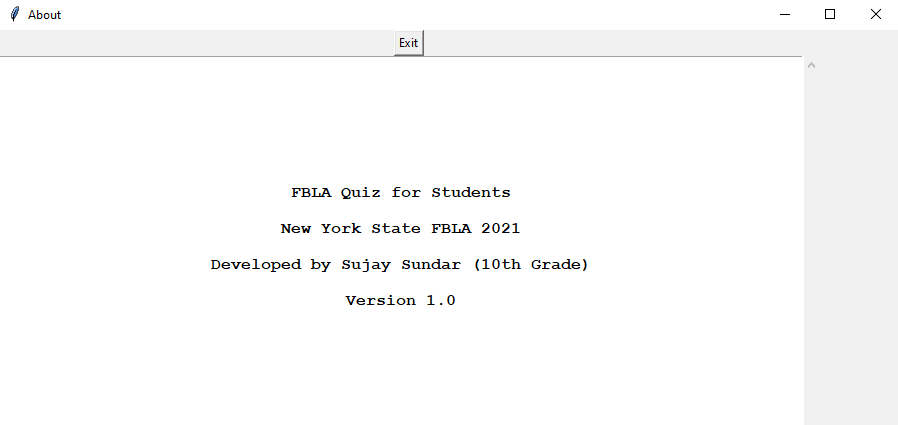 About
Exit
FBLA Quiz for Students
New York State FBLA 2021
Developed by Sujay Sundar (10th Grade)
Version 1.0